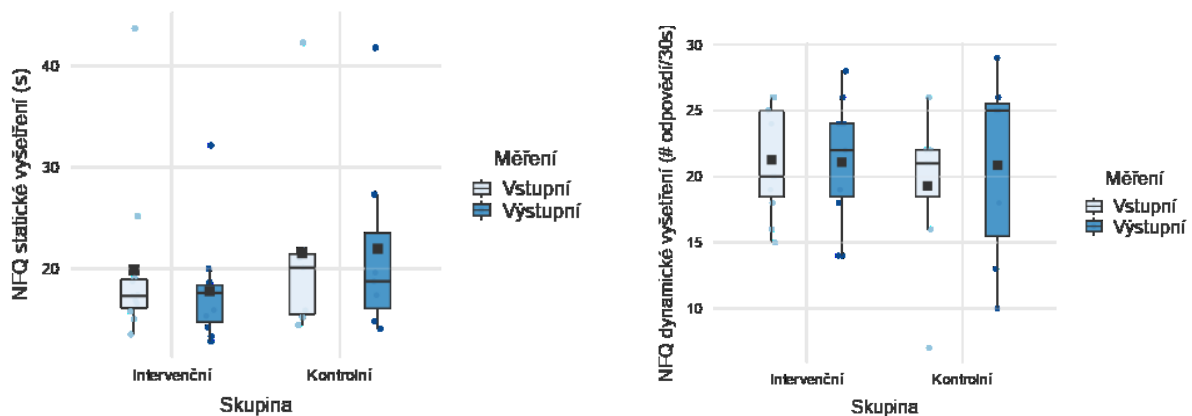 NFQ statické vyšetření (s)
40
30
20
Intervenční
Kontrolní
Skupina
Měření
Vstupní
Výstupní
NFQ dynamické vyšetření (# odpovědí/30s)
30
25
20
15
10
Intervenční
Kontrolní
Skupina
Měření
Vstupní
Výstupní